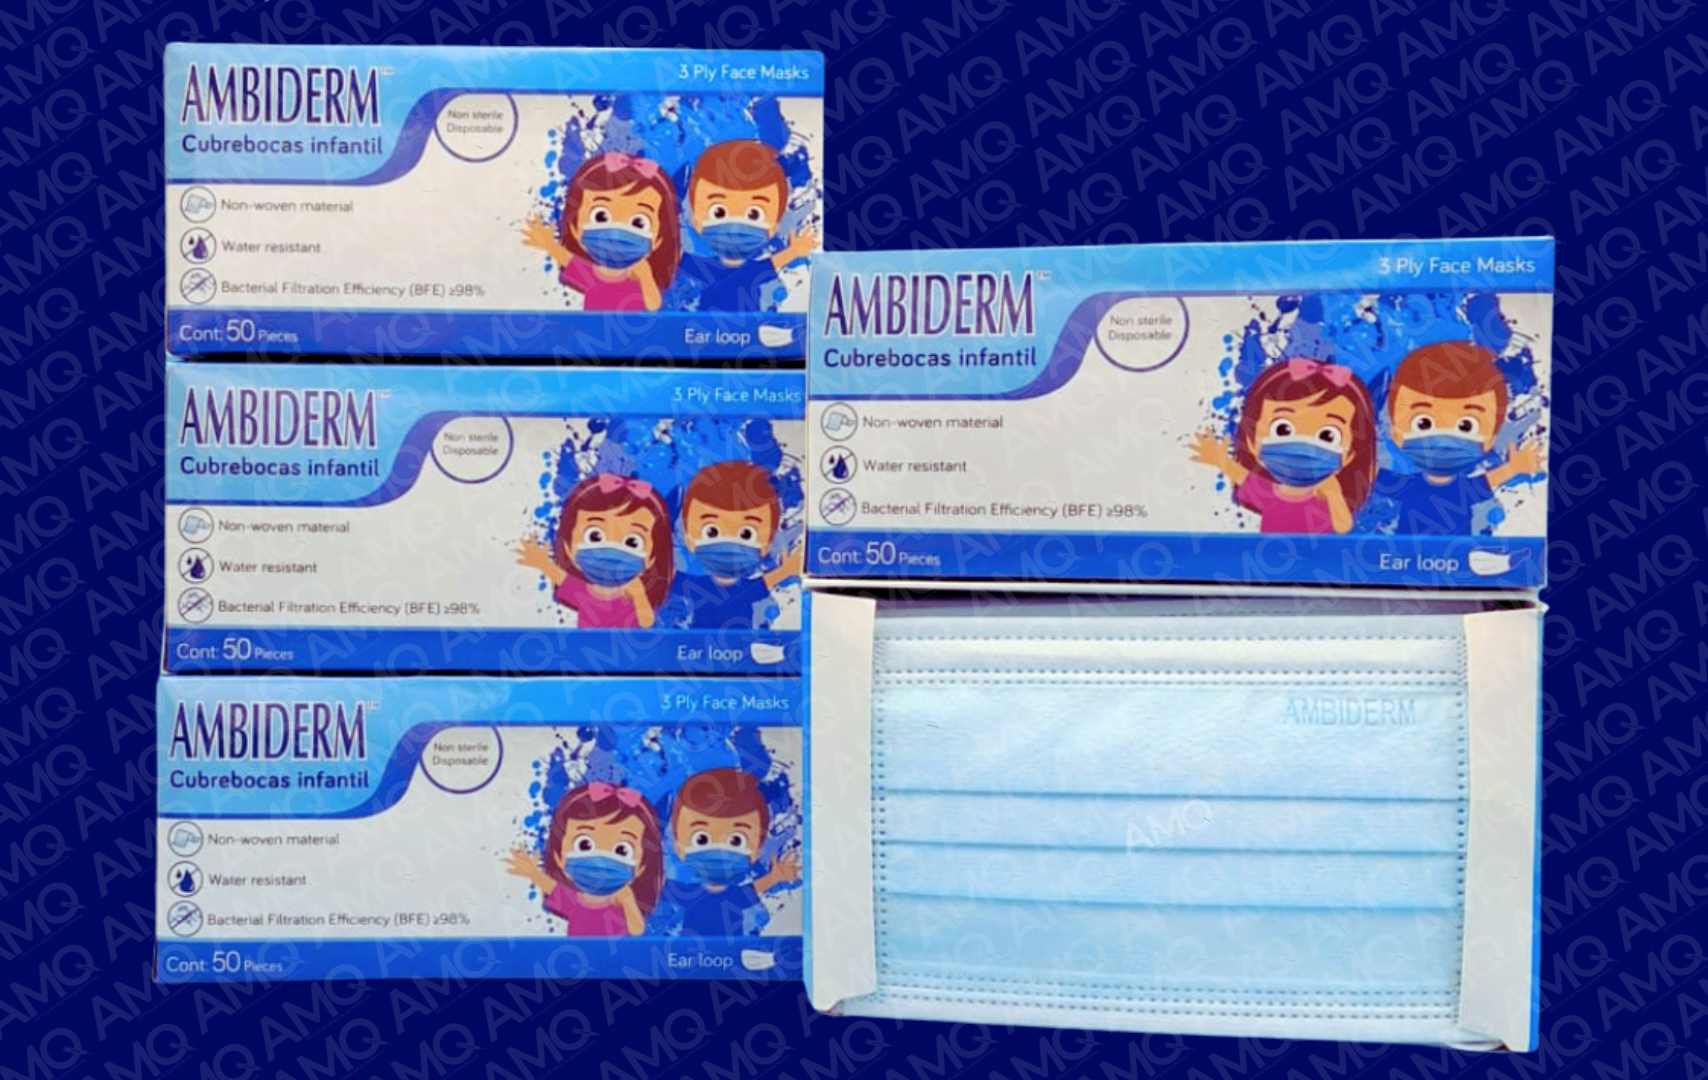 AMBIDERM™
Cubrebocas infantil
3 Ply Face Masks
Non sterile
Disposable
Non-woven material
Water resistant
Bacterial Filtration Efficiency (BFE) ≥98%
Cont: 50 Pieces
Ear loop
AMBIDERM™
Cubrebocas infantil
3 Ply Face Masks
Non sterile
Disposable
Non-woven material
Water resistant
Bacterial Filtration Efficiency (BFE) ≥98%
Cont: 50 Pieces
Ear loop
AMBIDERM™
Cubrebocas infantil
3 Ply Face Masks
Non sterile
Disposable
Non-woven material
Water resistant
Bacterial Filtration Efficiency (BFE) ≥98%
Cont: 50 Pieces
Ear loop
AMBIDERM™
Cubrebocas infantil
3 Ply Face Masks
Non sterile
Disposable
Non-woven material
Water resistant
Bacterial Filtration Efficiency (BFE) ≥98%
Cont: 50 Pieces
Ear loop
AMBIDERM
AMQ